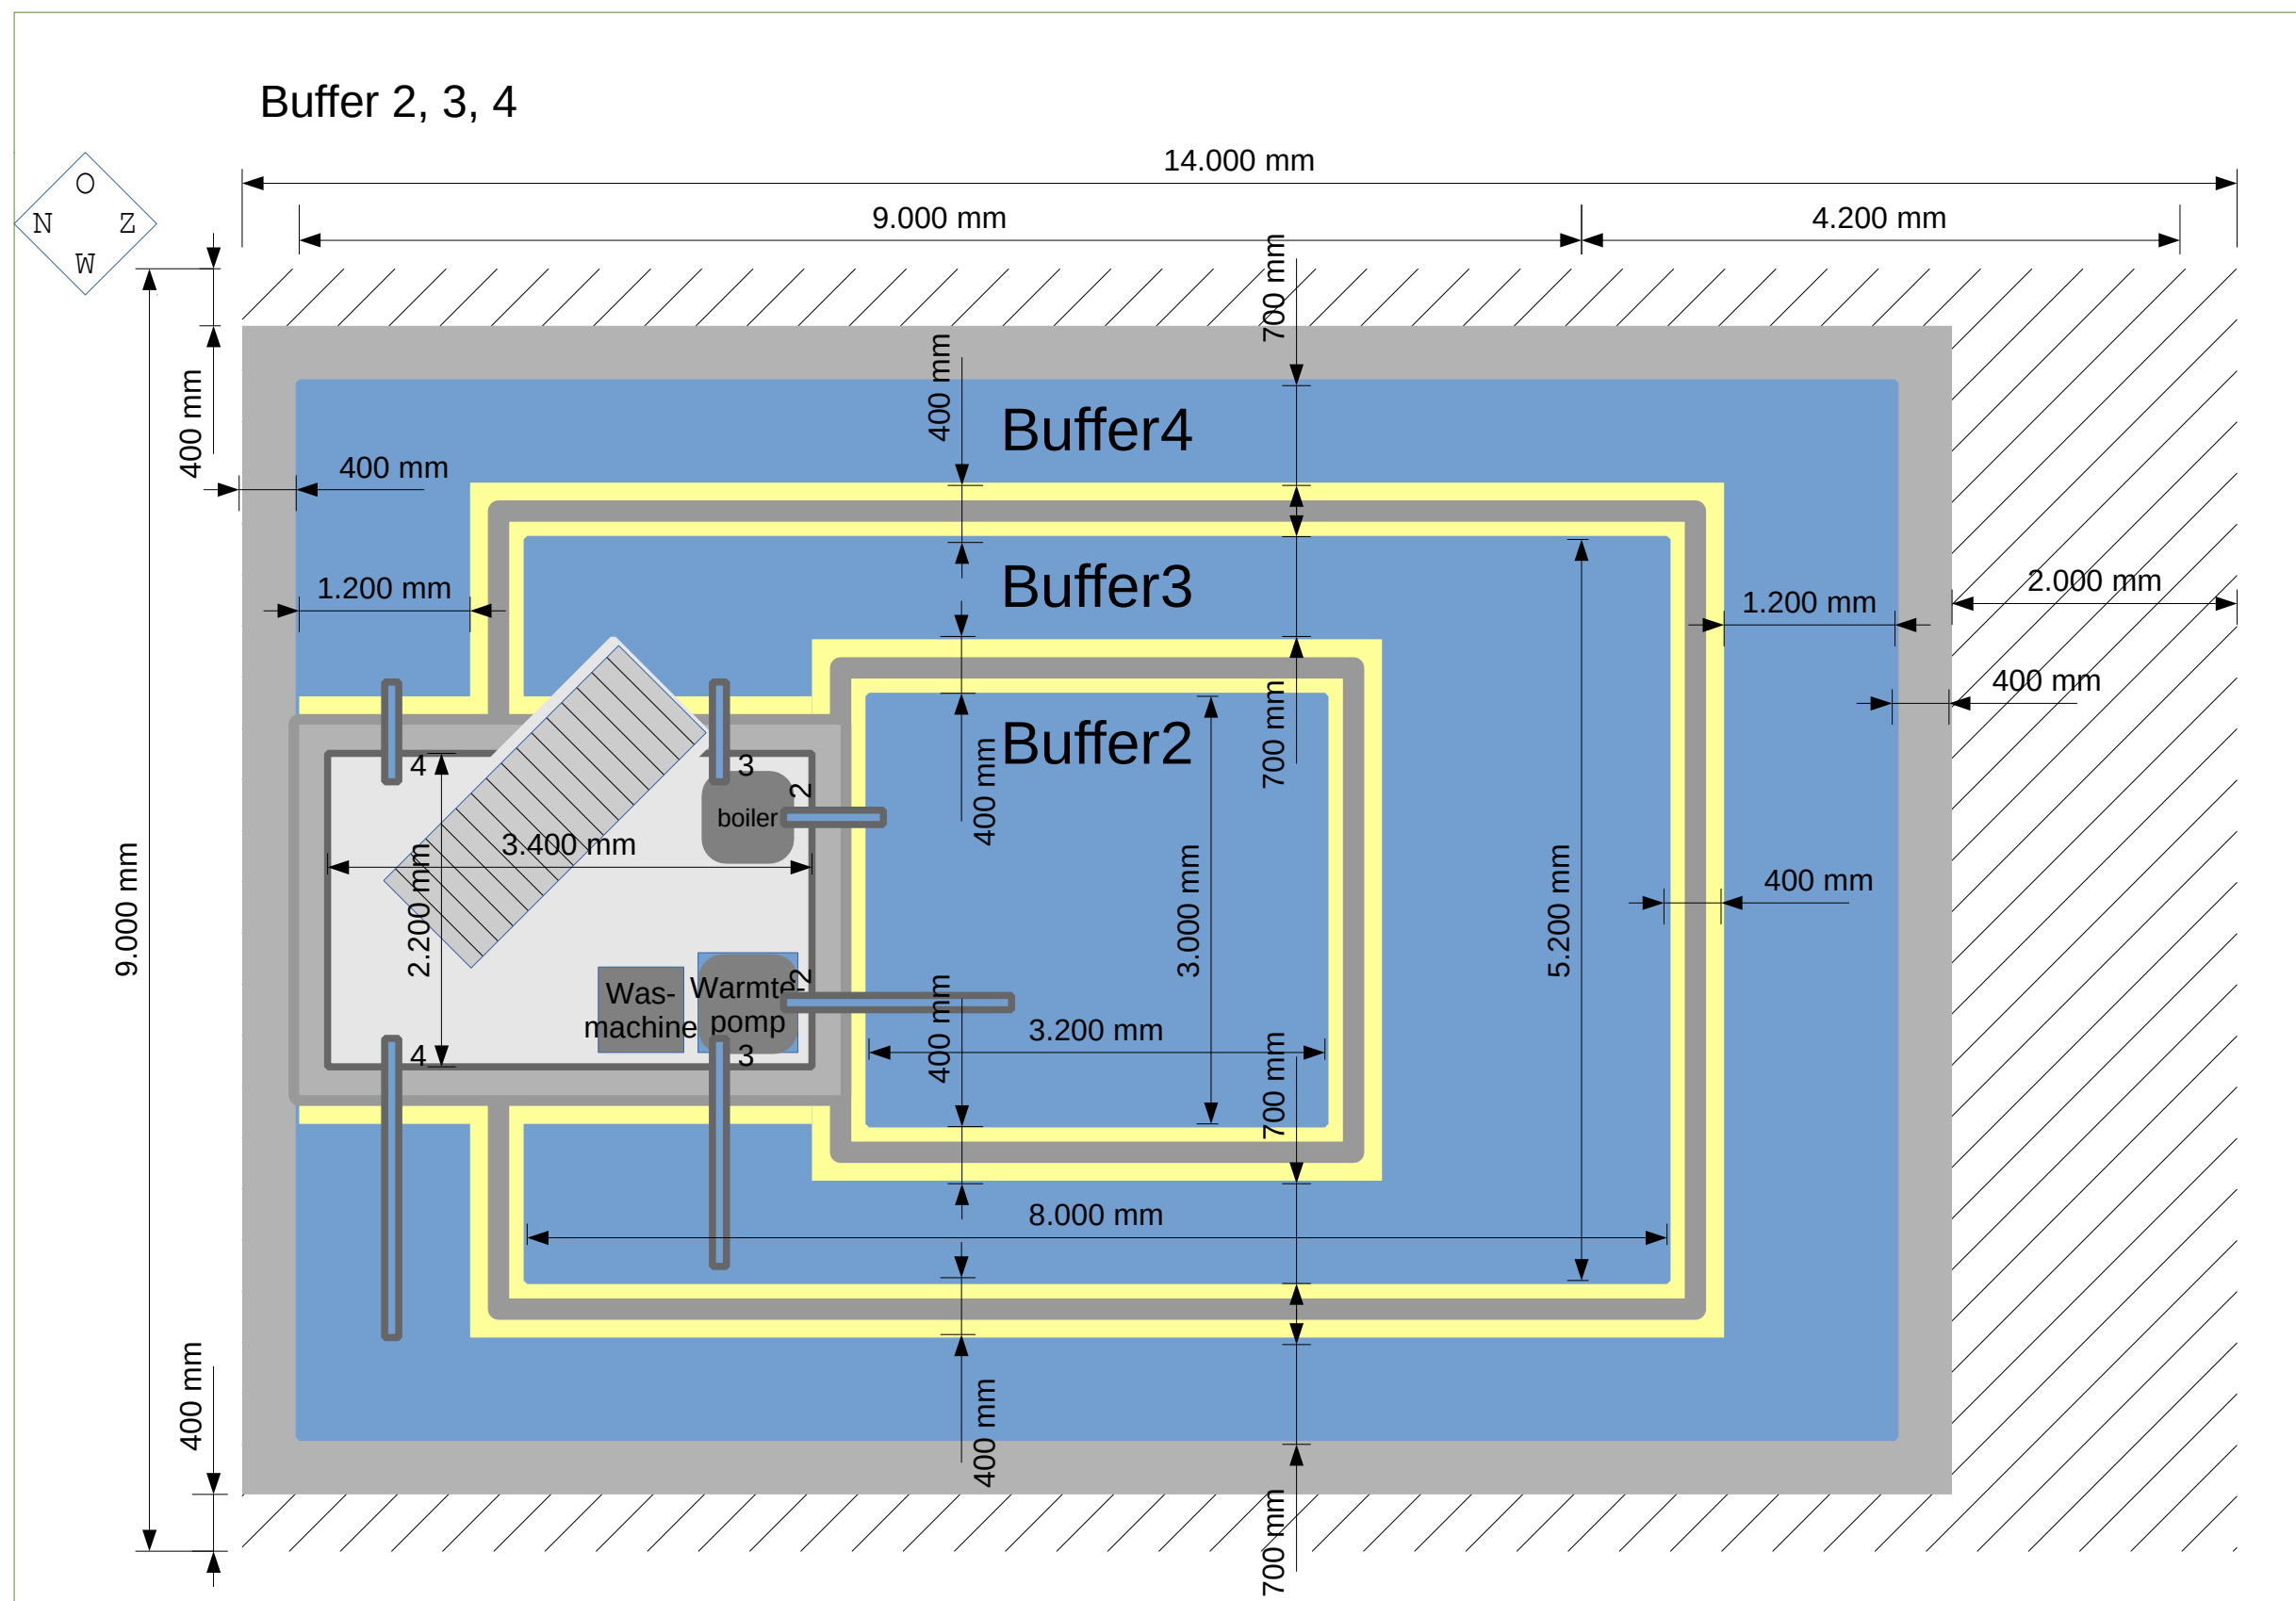 Buffer 2, 3, 4
14.000 mm
O
N Z
W
9.000 mm
4.200 mm
700 mm
400 mm
400 mm
Buffer4
400 mm
1.200 mm
Buffer3
2.000 mm
1.200 mm
400 mm
700 mm
Buffer2
400 mm
4
3
2
boiler
3.400 mm
2.200 mm
9.000 mm
3.000 mm
5.200 mm
400 mm
2
Was-
machine
Warmte-
pomp
400 mm
3.200 mm
700 mm
4
3
8.000 mm
400 mm
400 mm
700 mm